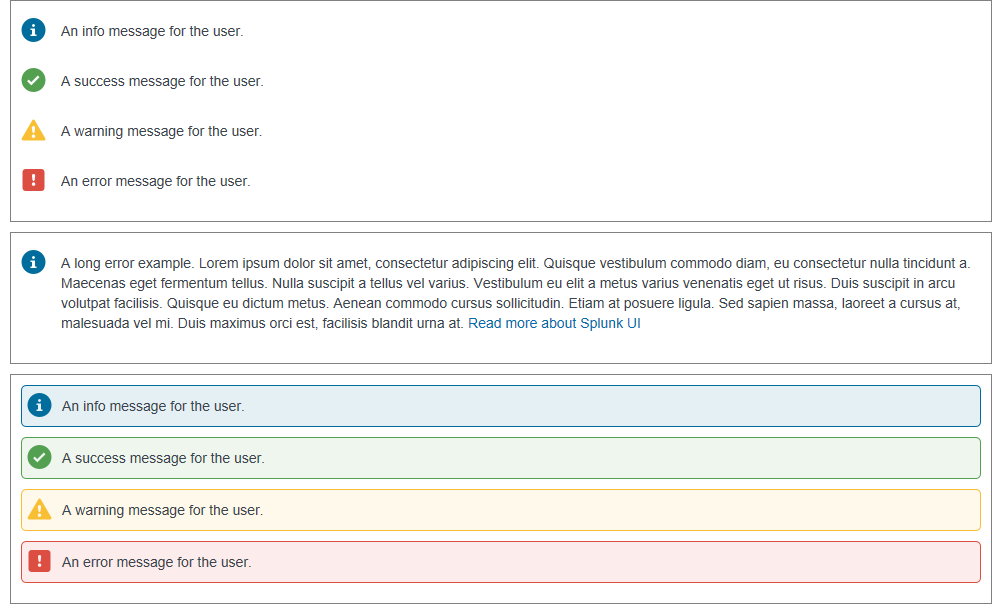 An info message for the user.
A success message for the user.
A warning message for the user.
An error message for the user.
A long error example. Lorem ipsum dolor sit amet, consectetur adipiscing elit. Quisque vestibulum commodo diam, eu consectetur nulla tincidunt a.
Maecenas eget fermentum tellus. Nulla suscipit a tellus vel varius. Vestibulum eu elit a metus varius venenatis eget ut risus. Duis suscipit in arcu
volutpat facilisis. Quisque eu dictum metus. Aenean commodo cursus sollicitudin. Etiam at posuere ligula. Sed sapien massa, laoreet a cursus at,
malesuada vel mi. Duis maximus orci est, facilisis blandit urna at. Read more about Splunk UI
An info message for the user.
A success message for the user.
A warning message for the user.
An error message for the user.